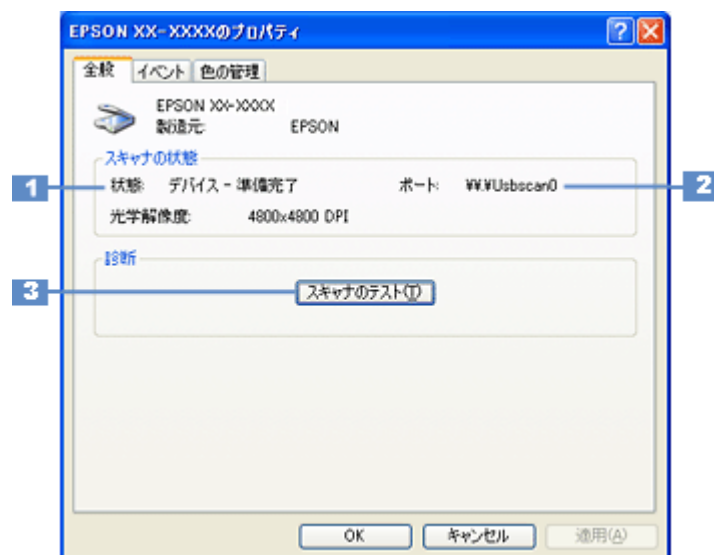 EPSON XX-XXXXのプロパティ
全般 イベント 色の管理
EPSON XX-XXXX
製造元: EPSON
スキャナの状態
1 状態: デバイス - 準備完了 ポート: ¥¥.¥Usbscan0 2
光学解像度: 4800x4800 DPI
診断
3 スキャナのテスト(T)
OK キャンセル 適用(A)